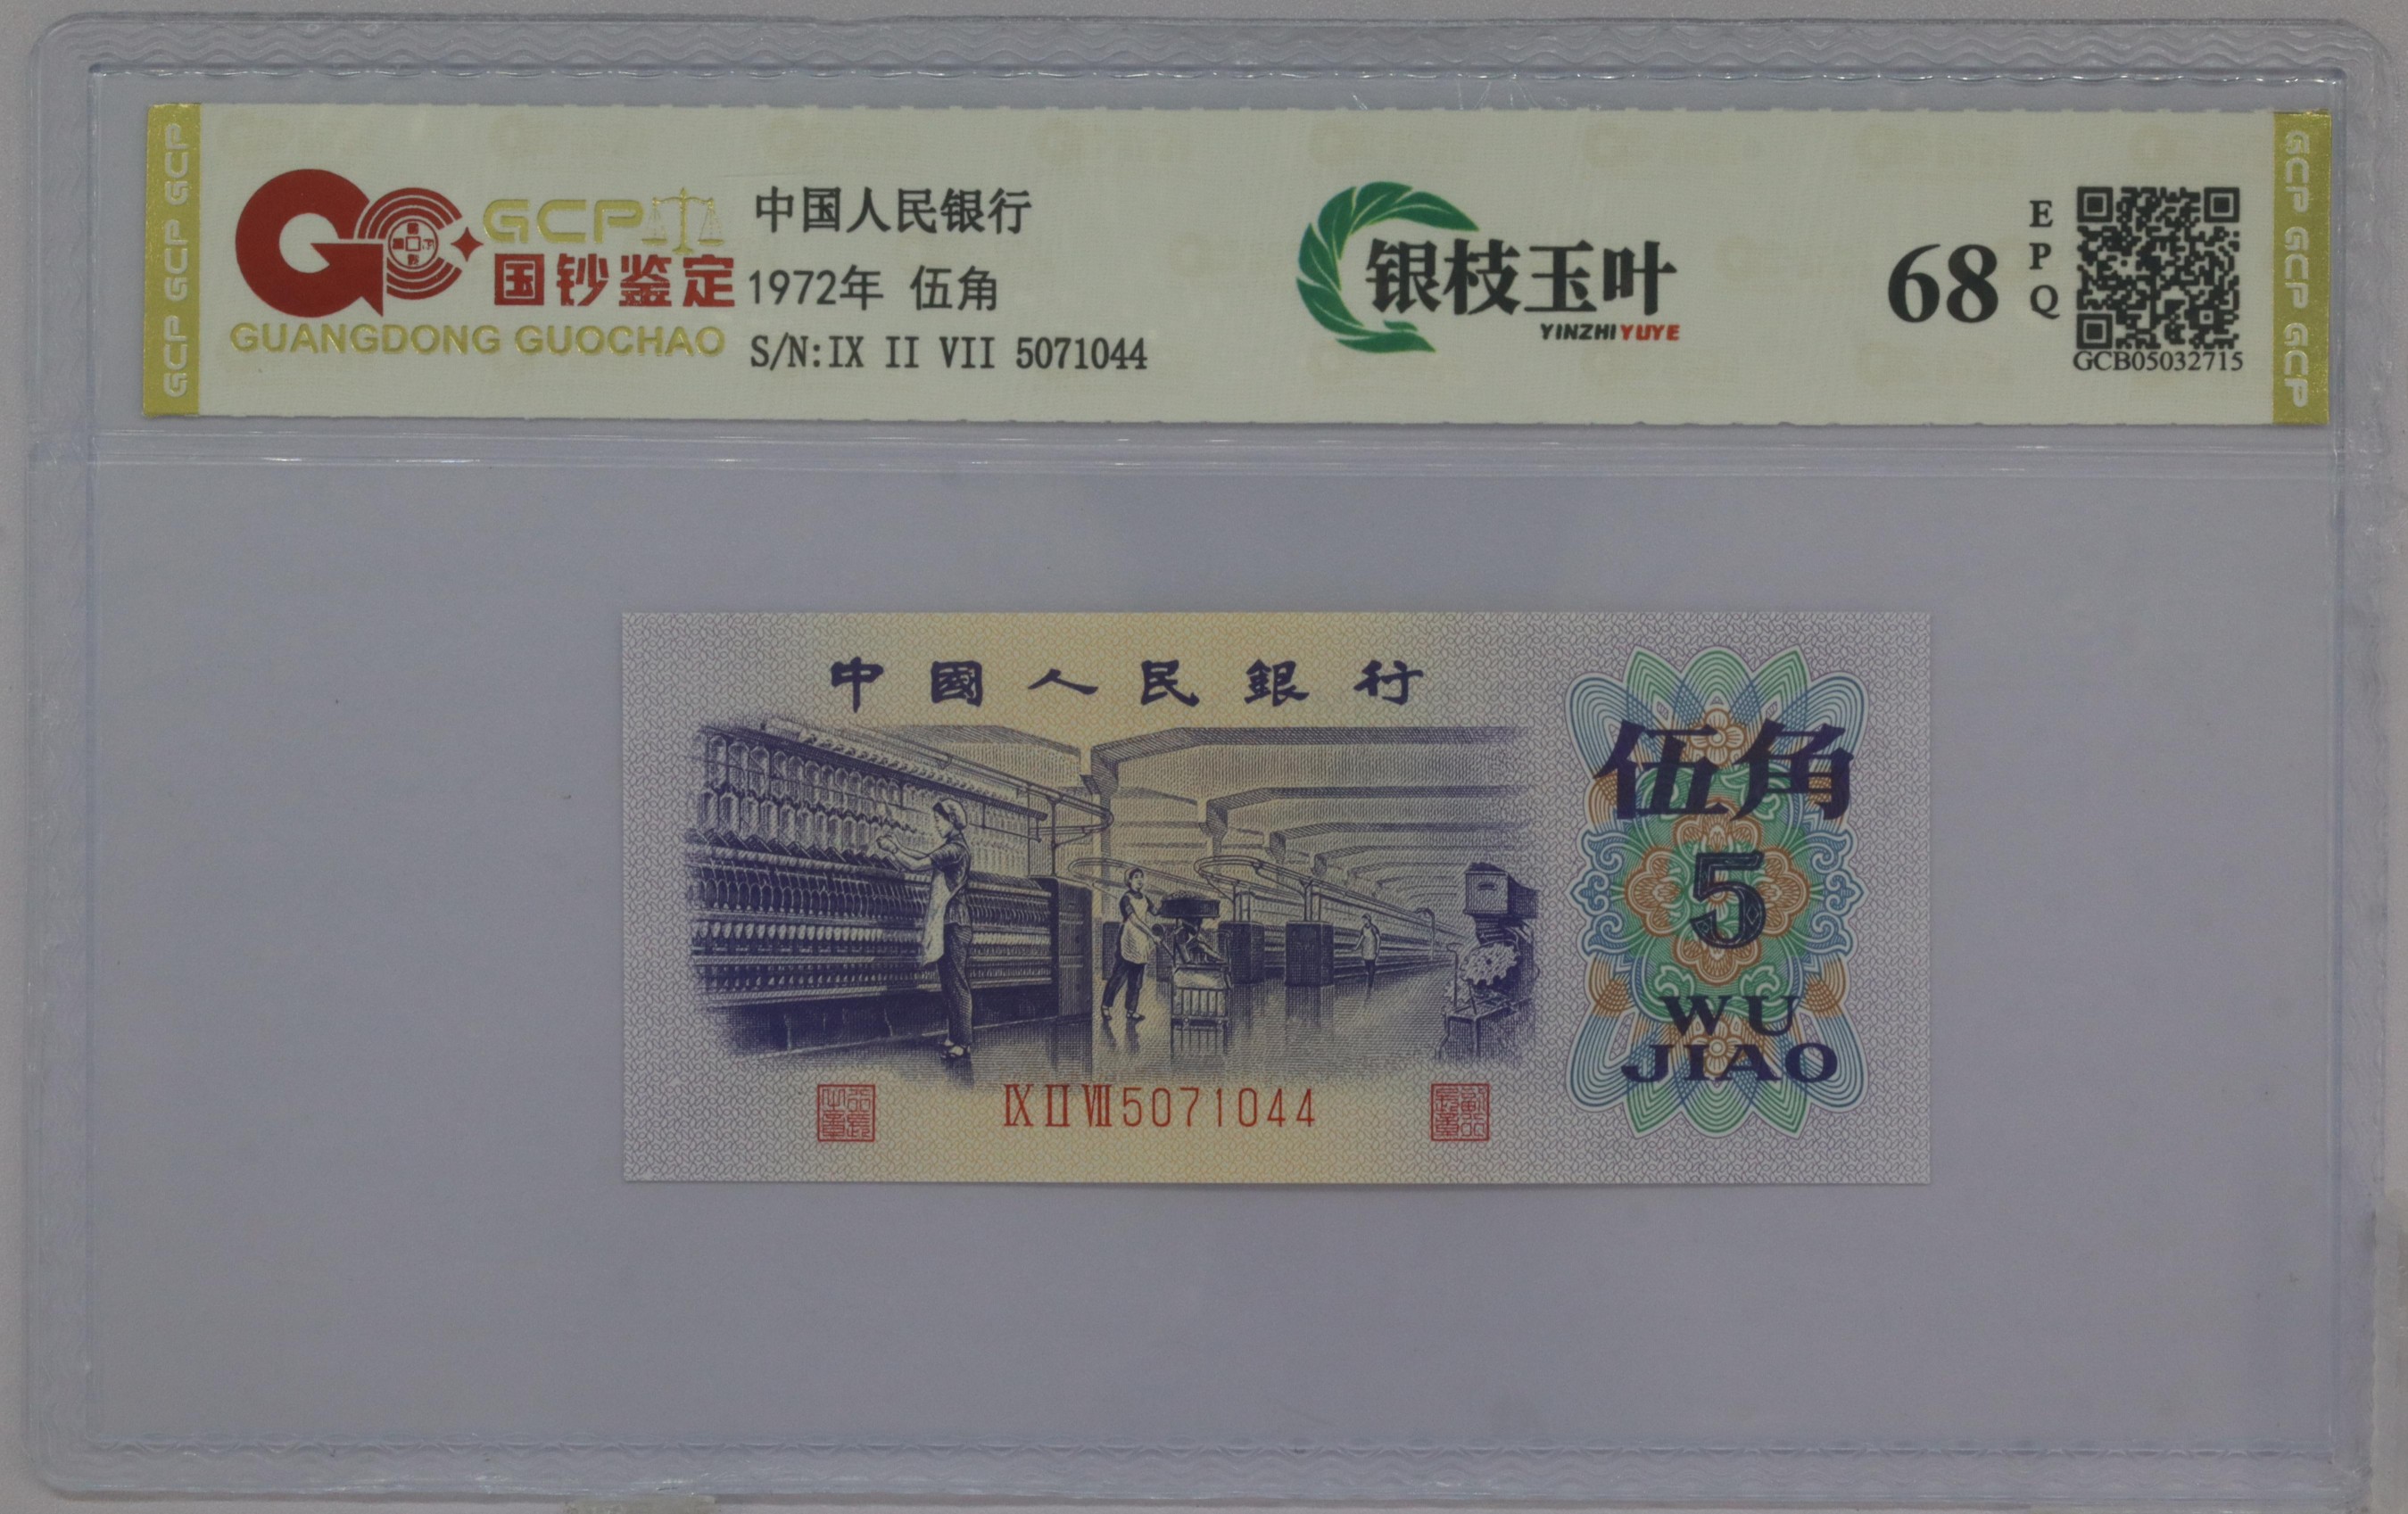 GCP GCP GCP
GCP
国钞鉴定
GUANGDONG GUOCHAO
中国人民银行
1972年 伍角
S/N:IX II VII 5071044
银枝玉叶
YINZHI YUYE
68
EPQ
GCB05032715
GCP GCP GCP
中國人民銀行
伍角
5
WU
JIAO
IX II VII 5071044